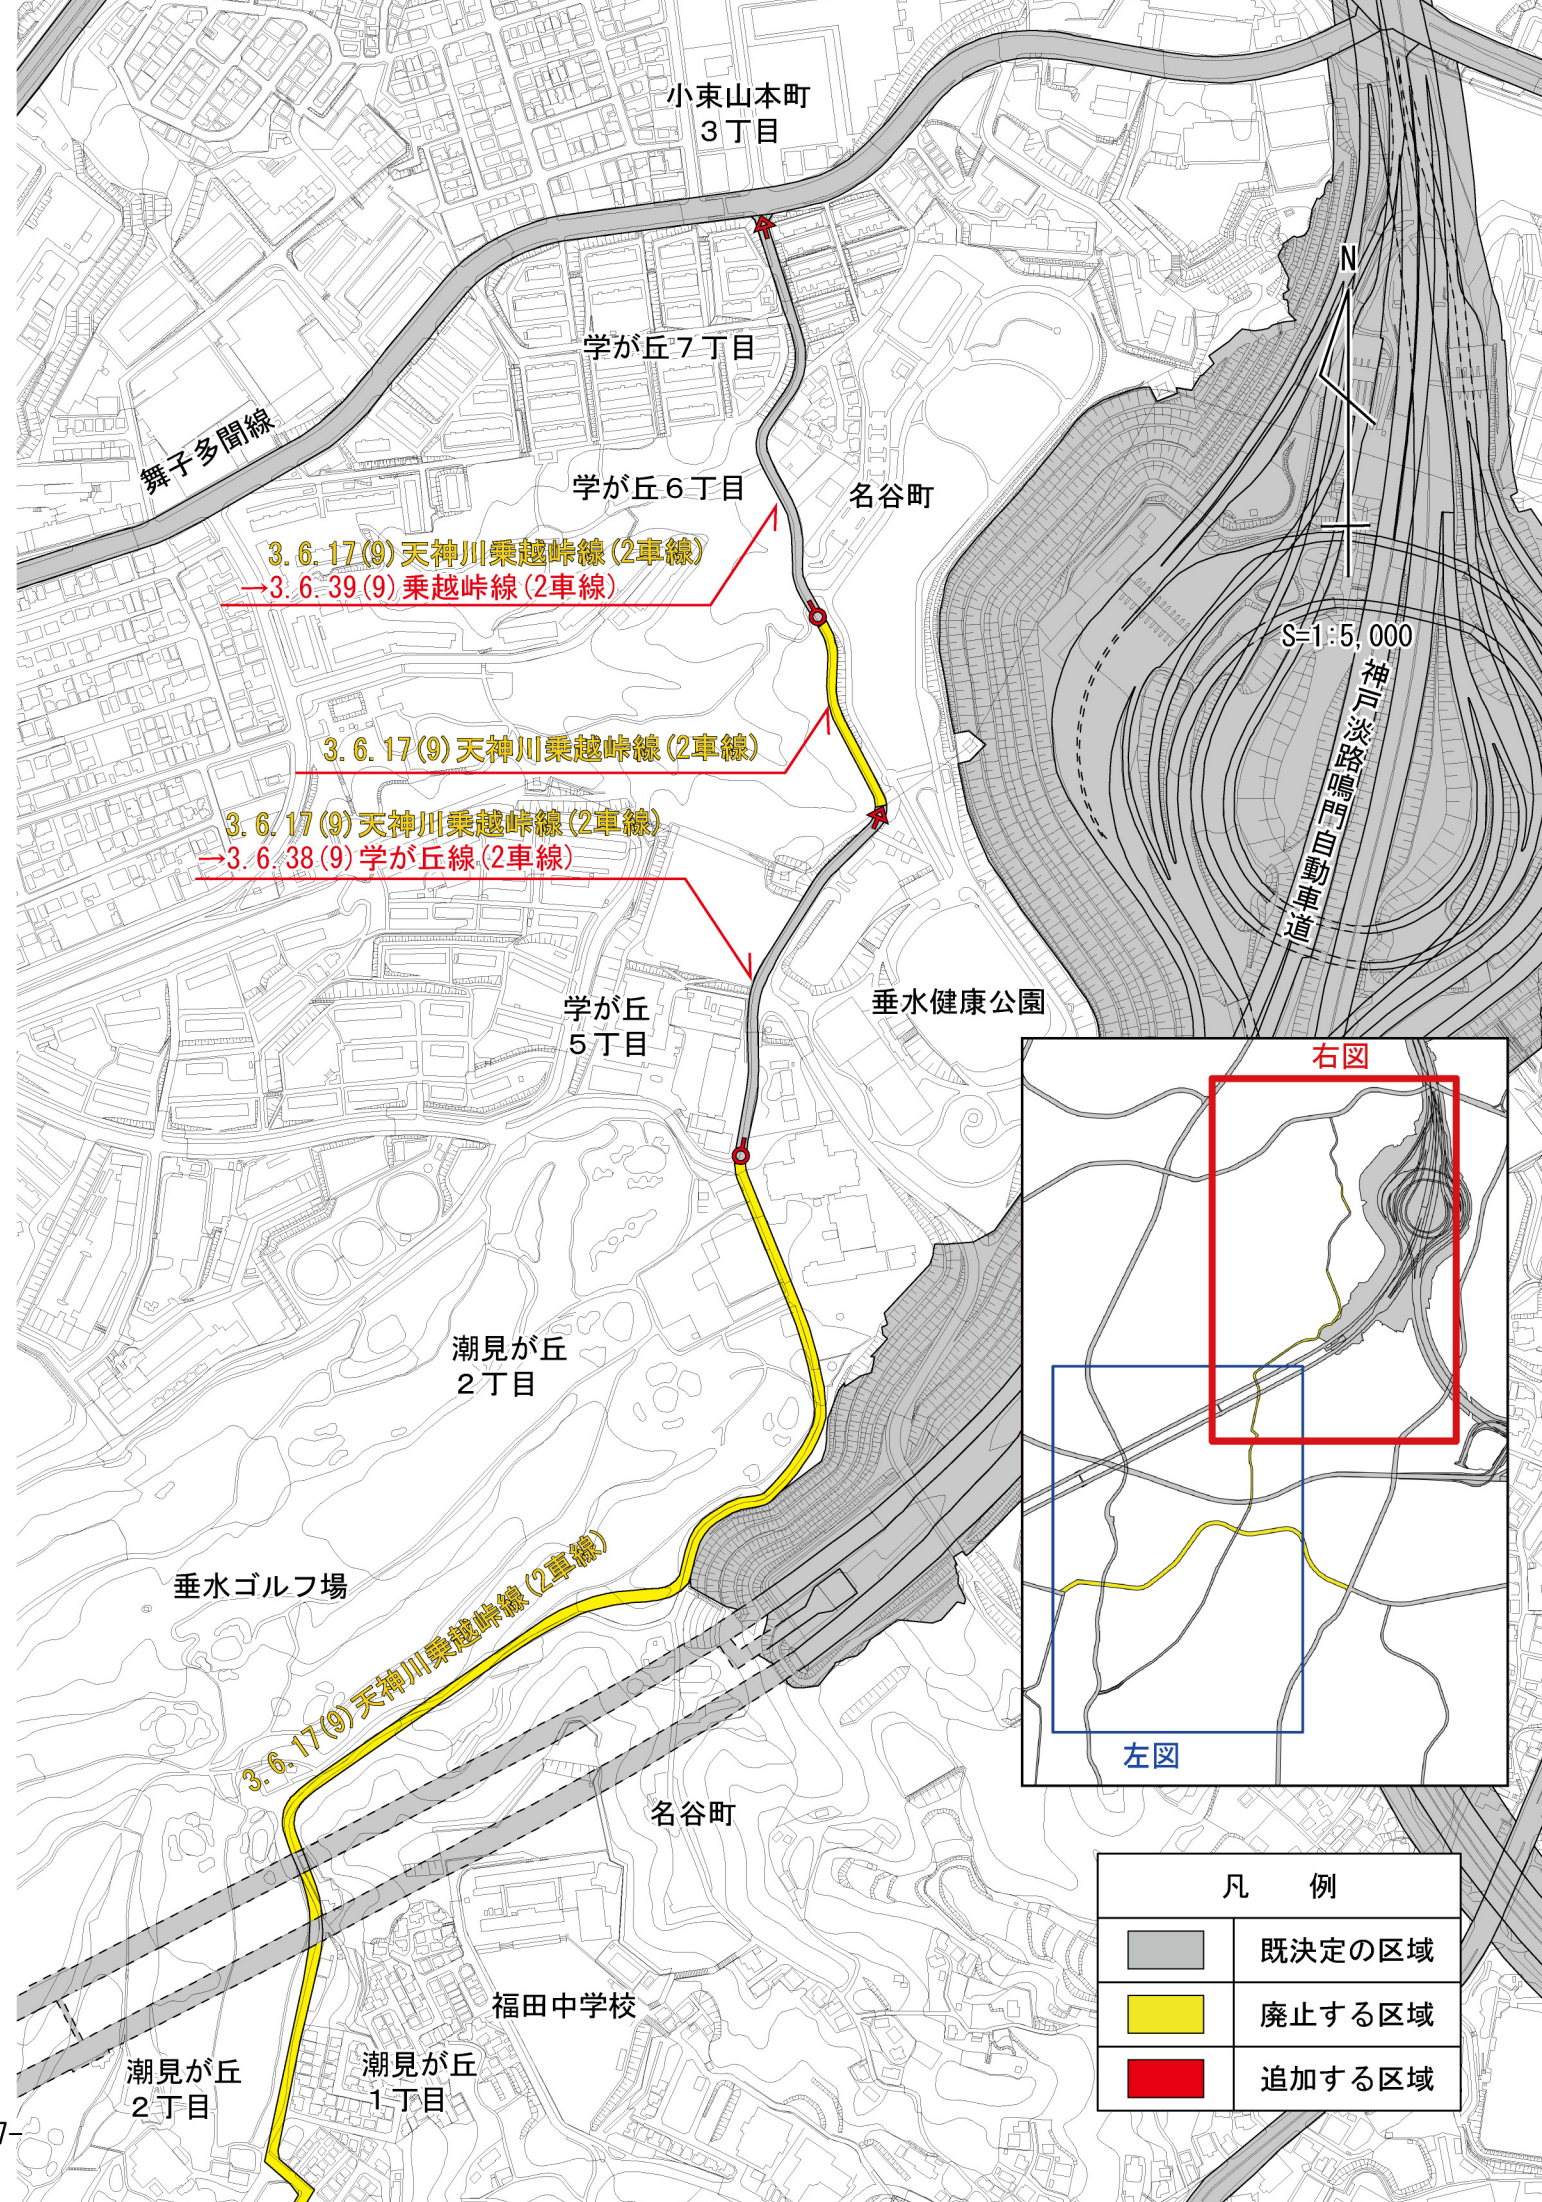 小束山本町
３丁目
N
学が丘７丁目
舞子多聞線
学が丘６丁目
名谷町
3.6.17(9)天神川乗越峠線(2車線)
→3.6.39(9)乗越峠線(2車線)
S=1:5,000
神戸淡路鳴門自動車道
3.6.17(9)天神川乗越峠線(2車線)
3.6.17(9)天神川乗越峠線(2車線)
→3.6.38(9)学が丘線(2車線)
垂水健康公園
学が丘
５丁目
右図
潮見が丘
２丁目
垂水ゴルフ場
3.6.17(9)天神川乗越峠線(2車線)
左図
名谷町
凡　例
既決定の区域
廃止する区域
追加する区域
福田中学校
潮見が丘
１丁目
潮見が丘
２丁目
7-